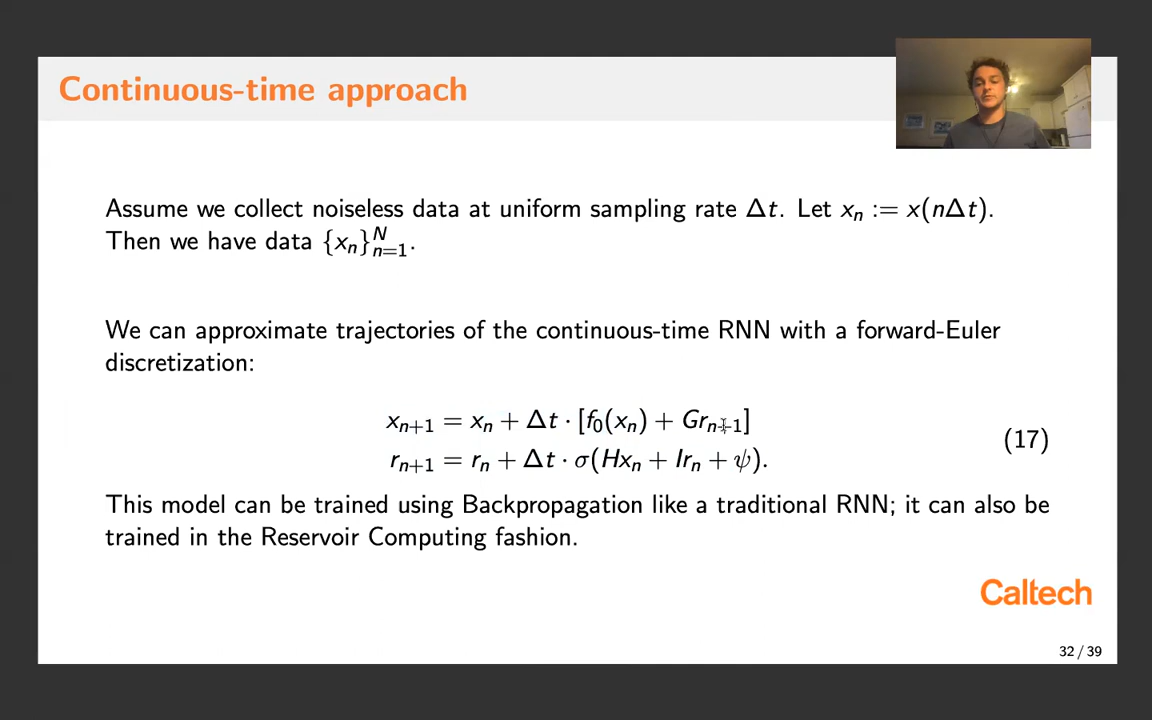 Continuous-time approach
Assume we collect noiseless data at uniform sampling rate Δt. Let xₙ := x(nΔt).
Then we have data {xₙ}ᴺₙ₌₁.
We can approximate trajectories of the continuous-time RNN with a forward-Euler
discretization:
xₙ₊₁ = xₙ + Δt · [f₀(xₙ) + Grₙ₊₁]
rₙ₊₁ = rₙ + Δt · σ(Hxₙ + Irₙ + ψ).
(17)
This model can be trained using Backpropagation like a traditional RNN; it can also be
trained in the Reservoir Computing fashion.
Caltech
32 / 39